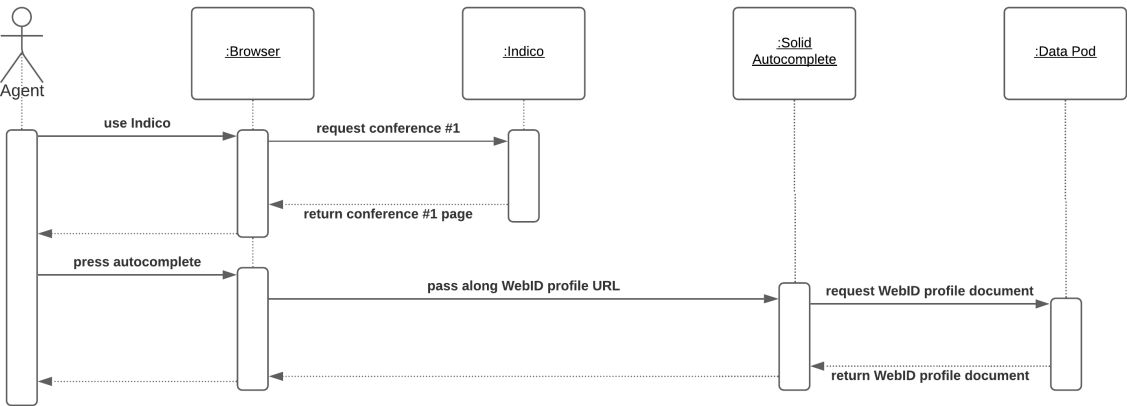 :Browser
:Indico
:Solid
Autocomplete
:Data Pod
Agent
use Indico
request conference #1
return conference #1 page
press autocomplete
pass along WebID profile URL
request WebID profile document
return WebID profile document